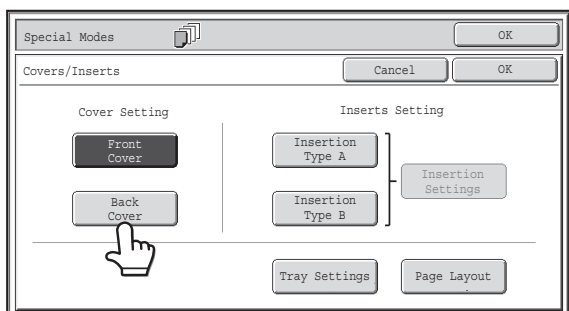 Special Modes
OK
Covers/Inserts
Cancel
OK
Cover Setting
Inserts Setting
Front
Cover
Insertion
Type A
Insertion
Settings
Back
Cover
Insertion
Type B
Tray Settings
Page Layout